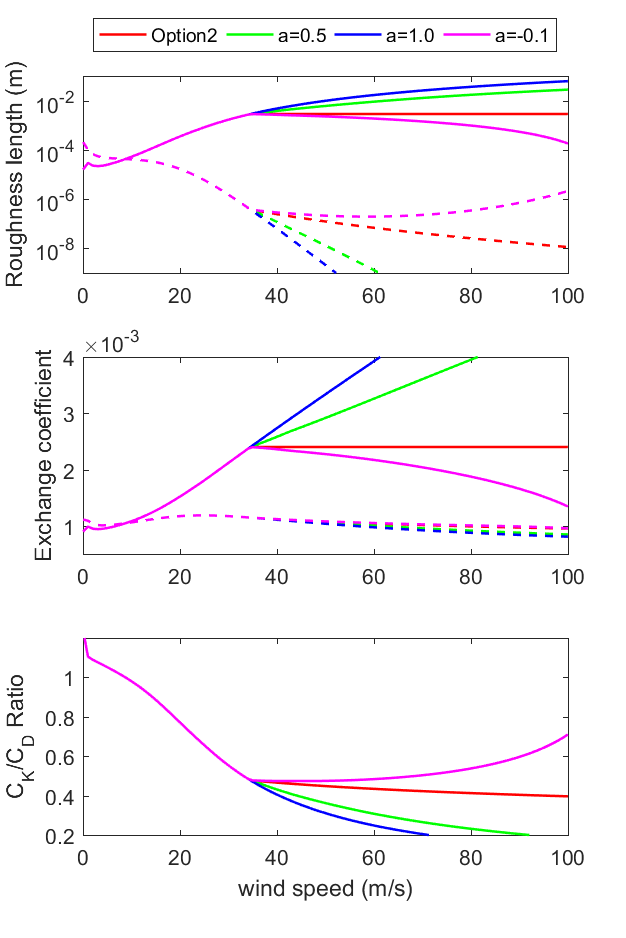 Option2 a=0.5 a=1.0 a=-0.1
Roughness length (m)
10⁻²
10⁻⁴
10⁻⁶
10⁻⁸
0 20 40 60 80 100
×10⁻³
Exchange coefficient
4
3
2
1
0 20 40 60 80 100
C_K/C_D Ratio
1
0.8
0.6
0.4
0.2
0 20 40 60 80 100
wind speed (m/s)